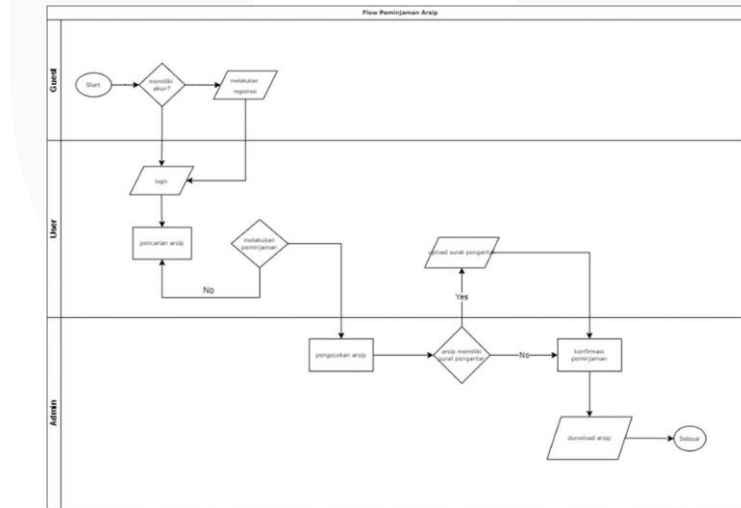 Flow Peminjaman Arsip
Guest
Start
memiliki
akun?
melakukan
registrasi
User
login
pencarian arsip
melakukan
peminjaman
No
upload surat pengantar
Yes
Admin
pengecekan arsip
arsip memiliki
surat pengantar
No
konfirmasi
peminjaman
download arsip
Selesai